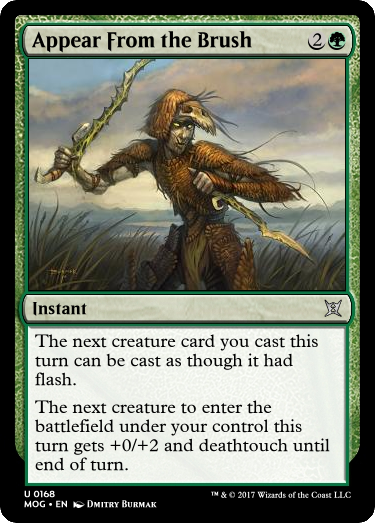 Appear From the Brush 2
Instant
The next creature card you cast this
turn can be cast as though it had
flash.
The next creature to enter the
battlefield under your control this
turn gets +0/+2 and deathtouch until
end of turn.
U 0168
MOG • EN Dmitry Burmak
™ & © 2017 Wizards of the Coast LLC